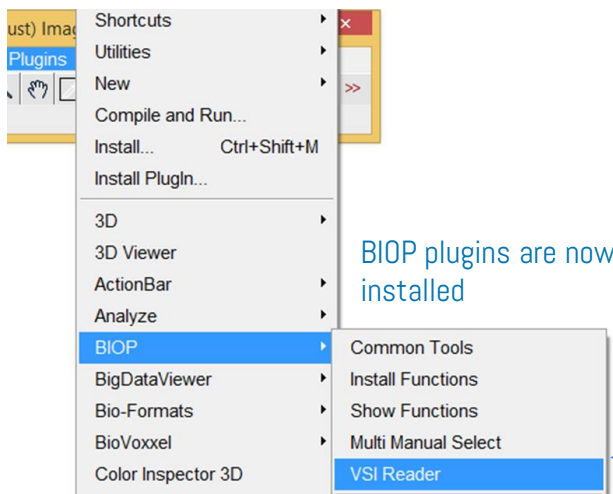 ust) Imag
Plugins
>>
Shortcuts
Utilities
New
Compile and Run...
Install... Ctrl+Shift+M
Install PlugIn...
3D
3D Viewer
ActionBar
Analyze
BIOP
BigDataViewer
Bio-Formats
BioVoxxel
Color Inspector 3D
BIOP plugins are now
installed
Common Tools
Install Functions
Show Functions
Multi Manual Select
VSI Reader